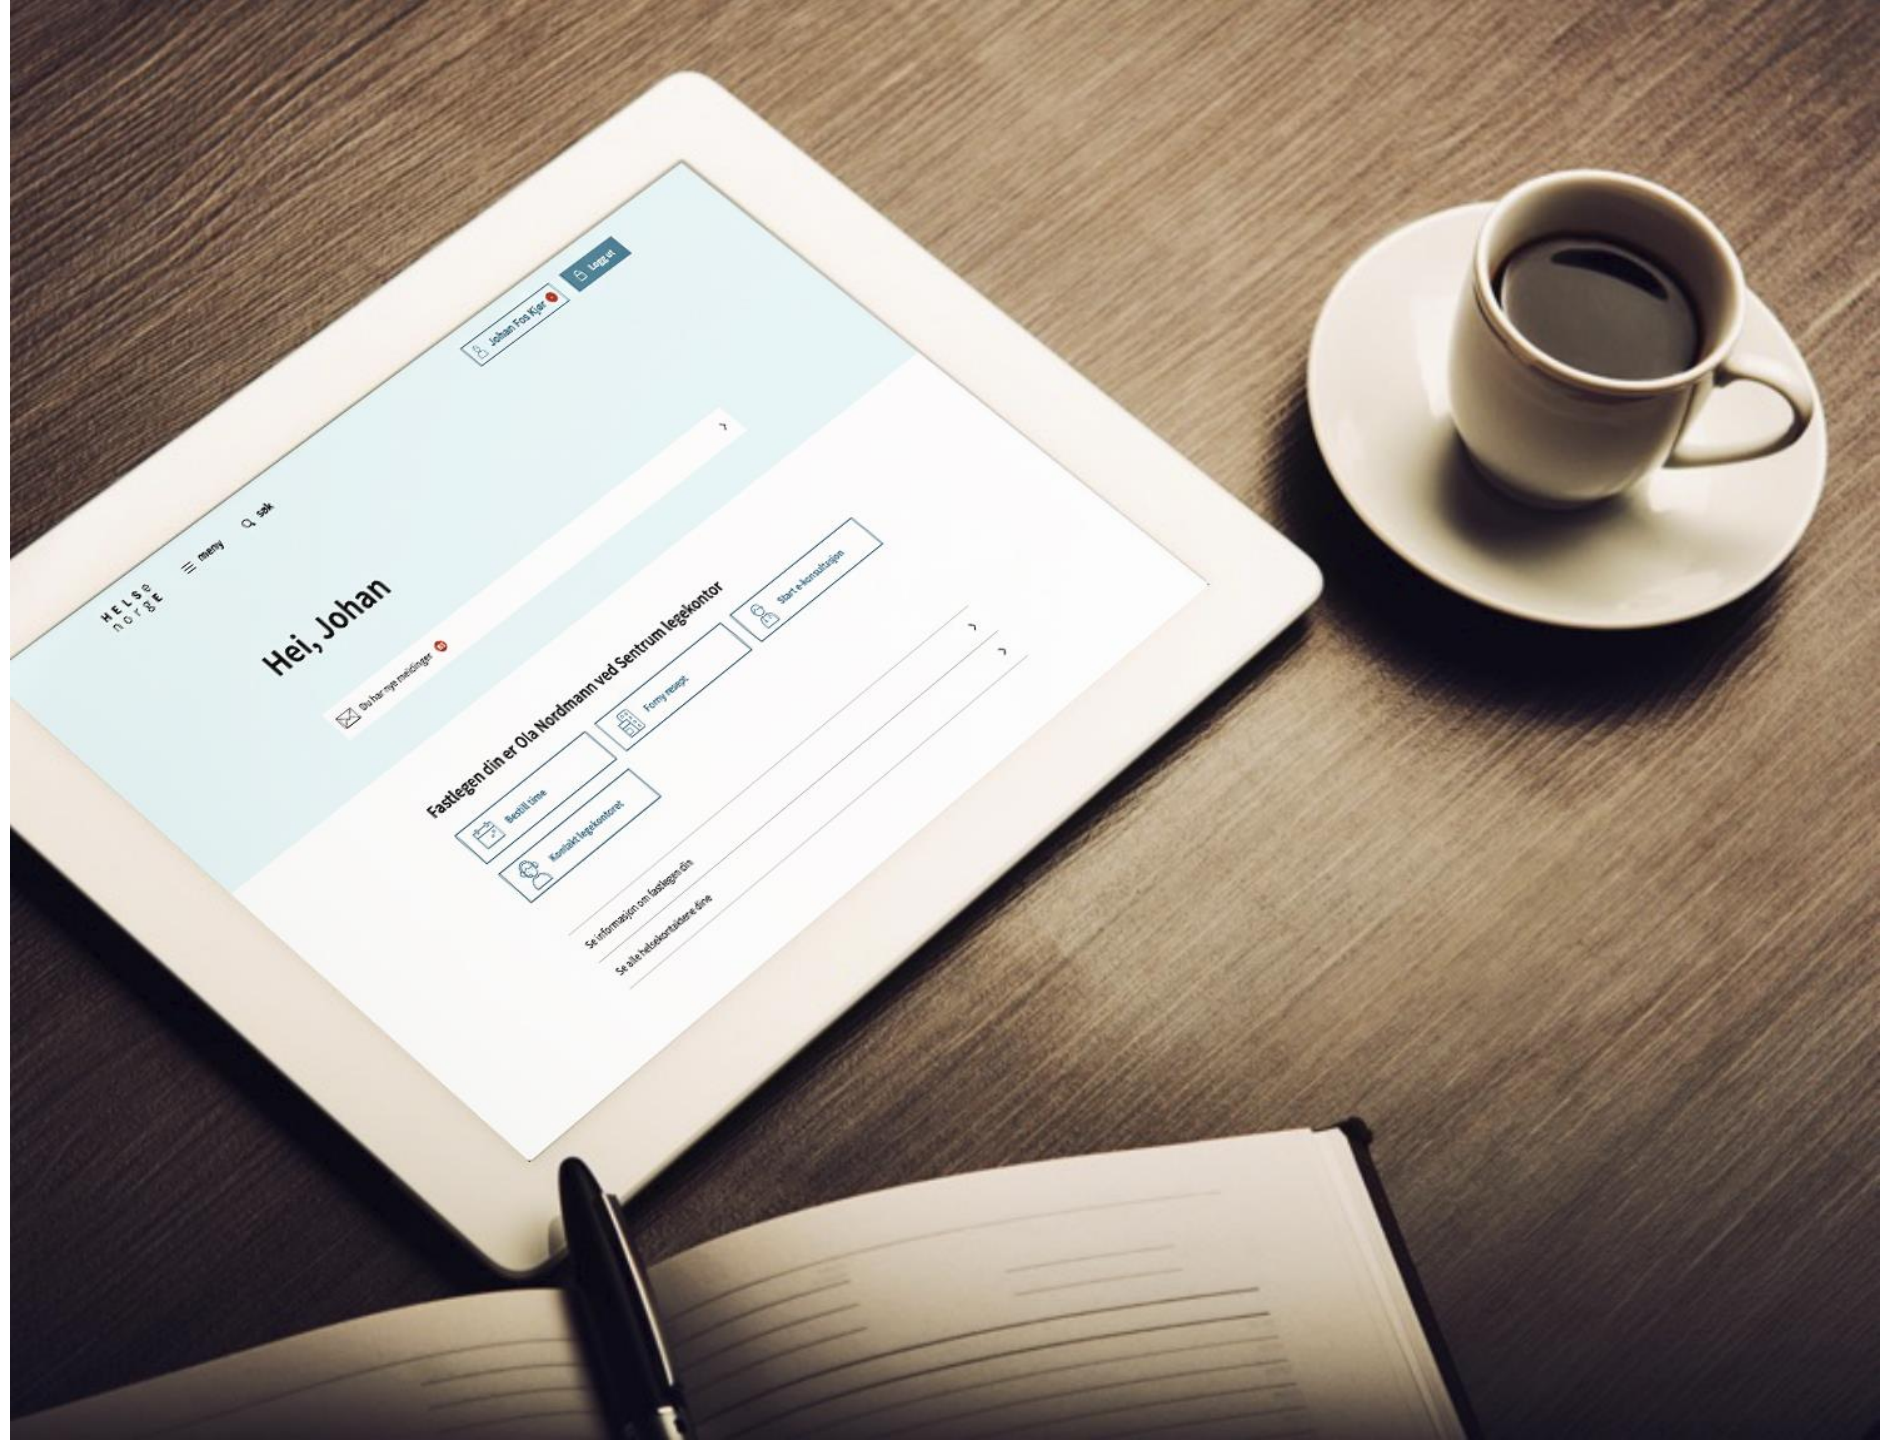 HELSE
norgE
meny
søk
Johan Fos Kjør
Logg ut
Hei, Johan
Du har nye meldinger
Fastlegen din er Ola Nordmann ved Sentrum legekontor
Bestill time
Forny resept
Start e-konsultasjon
Kontakt legekontoret
Se informasjon om fastlegen din
Se alle helsekontaktene dine